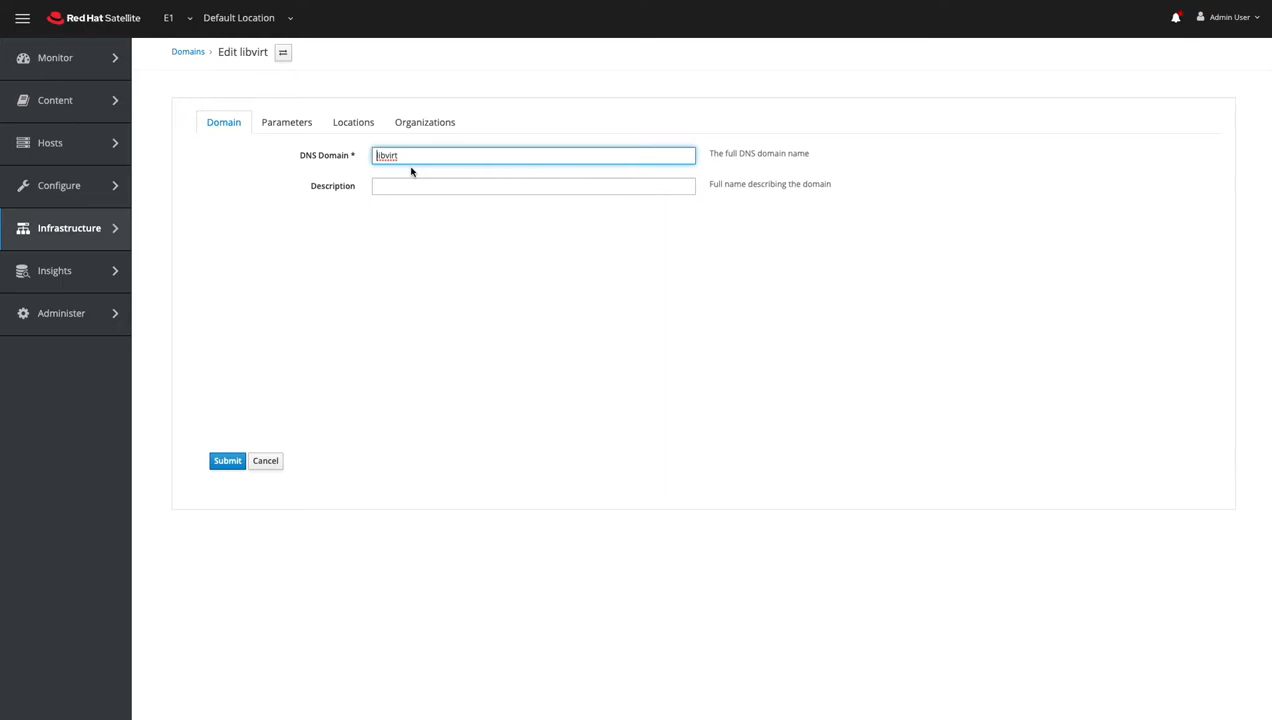 Red Hat Satellite E1 Default Location Admin User
Domains › Edit libvirt
Monitor
Content
Hosts
Configure
Infrastructure
Insights
Administer
Domain Parameters Locations Organizations
DNS Domain * libvirt The full DNS domain name
Description Full name describing the domain
Submit Cancel